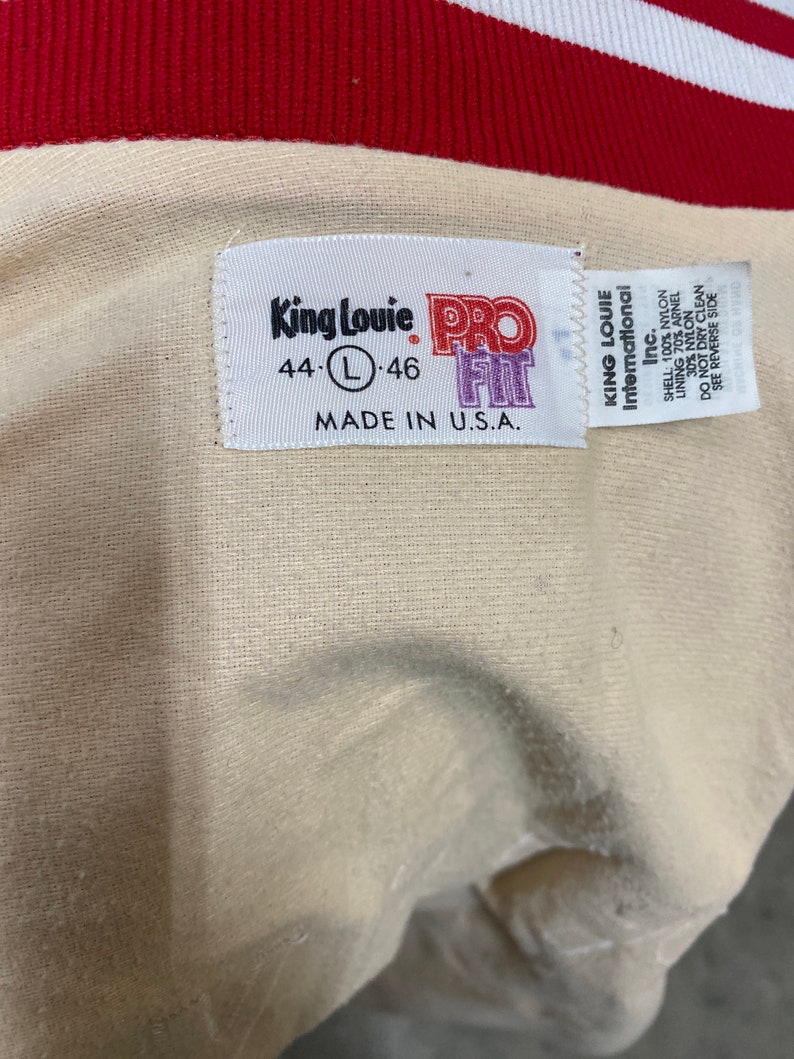 King Louie
PRO
FIT
44·L·46
MADE IN U.S.A.
KING LOUIE
International
Inc.
SHELL: 100% NYLON
LINING 70% ARNEL
30% NYLON
DO NOT DRY CLEAN
SEE REVERSE SIDE